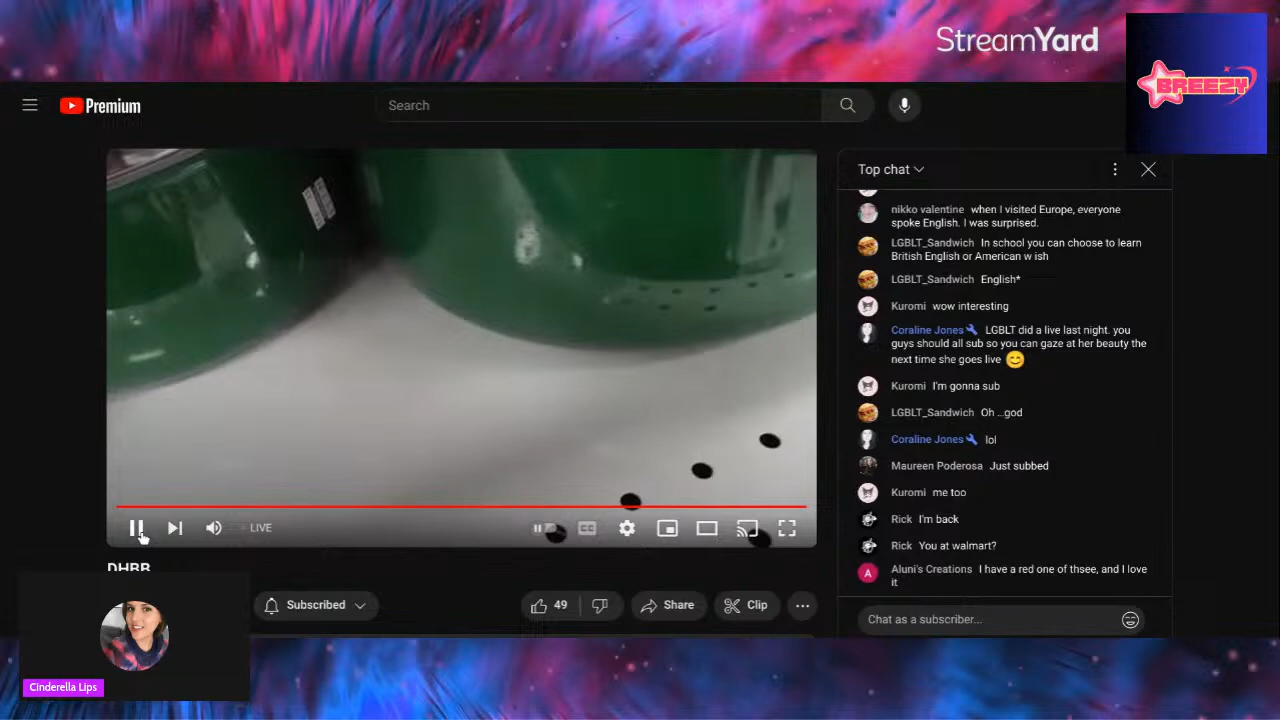 StreamYard
BREEZY
Premium
Search
Top chat
nikko valentine when I visited Europe, everyone
spoke English. I was surprised.
LGBLT_Sandwich In school you can choose to learn
British English or American w ish
LGBLT_Sandwich English*
Kuromi wow interesting
Coraline Jones LGBLT did a live last night. you
guys should all sub so you can gaze at her beauty the
next time she goes live 😊
Kuromi I'm gonna sub
LGBLT_Sandwich Oh ...god
Coraline Jones lol
Maureen Poderosa Just subbed
Kuromi me too
Rick I'm back
Rick You at walmart?
A
Aluni's Creations I have a red one of thsee, and I love
it
LIVE
CC
DHRB
Subscribed
49
Share
Clip
Chat as a subscriber...
Cinderella Lips